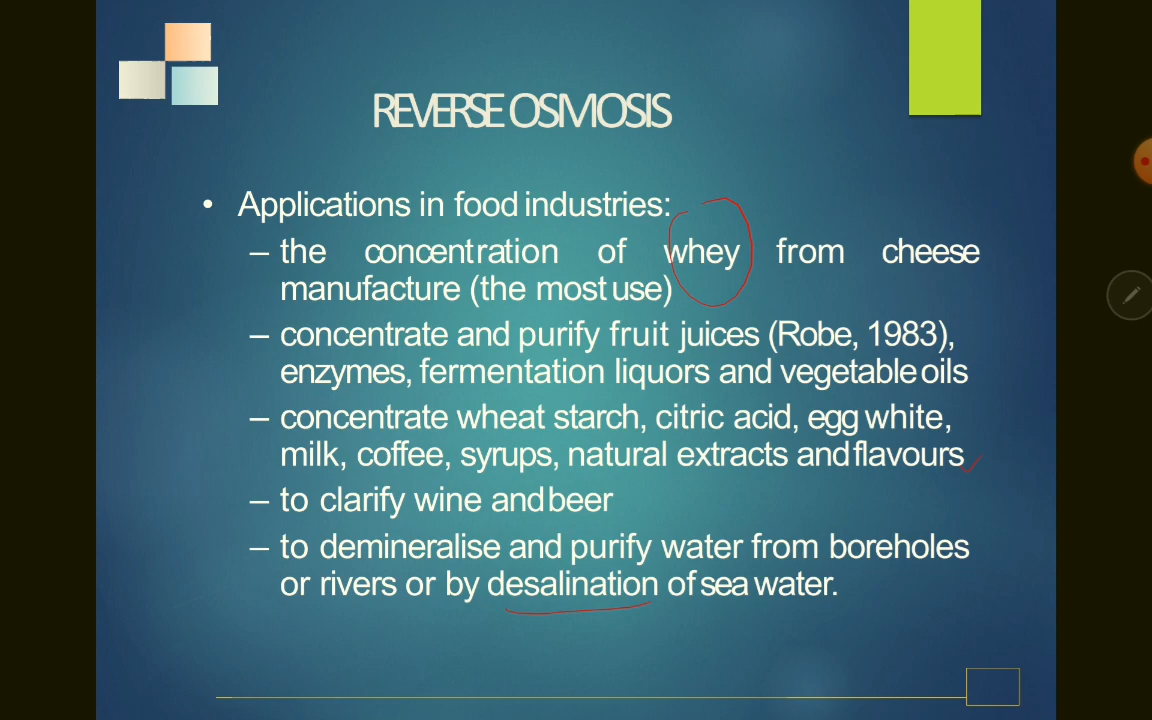 REVERSE OSMOSIS
• Applications in food industries:
– the concentration of whey from cheese
manufacture (the most use)
– concentrate and purify fruit juices (Robe, 1983),
enzymes, fermentation liquors and vegetable oils
– concentrate wheat starch, citric acid, egg white,
milk, coffee, syrups, natural extracts and flavours
– to clarify wine and beer
– to demineralise and purify water from boreholes
or rivers or by desalination of sea water.